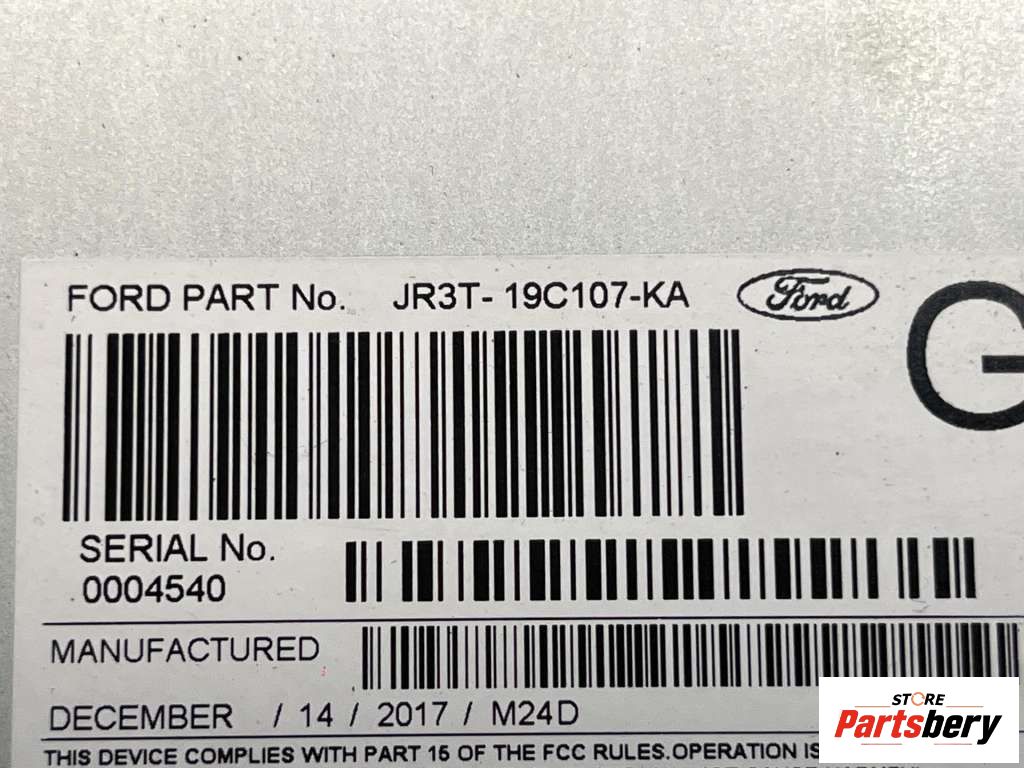 FORD PART No. JR3T-19C107-KA Ford
G
SERIAL No.
0004540
MANUFACTURED
DECEMBER / 14 / 2017 / M24D
THIS DEVICE COMPLIES WITH PART 15 OF THE FCC RULES.OPERATION IS
STORE
Partsbery